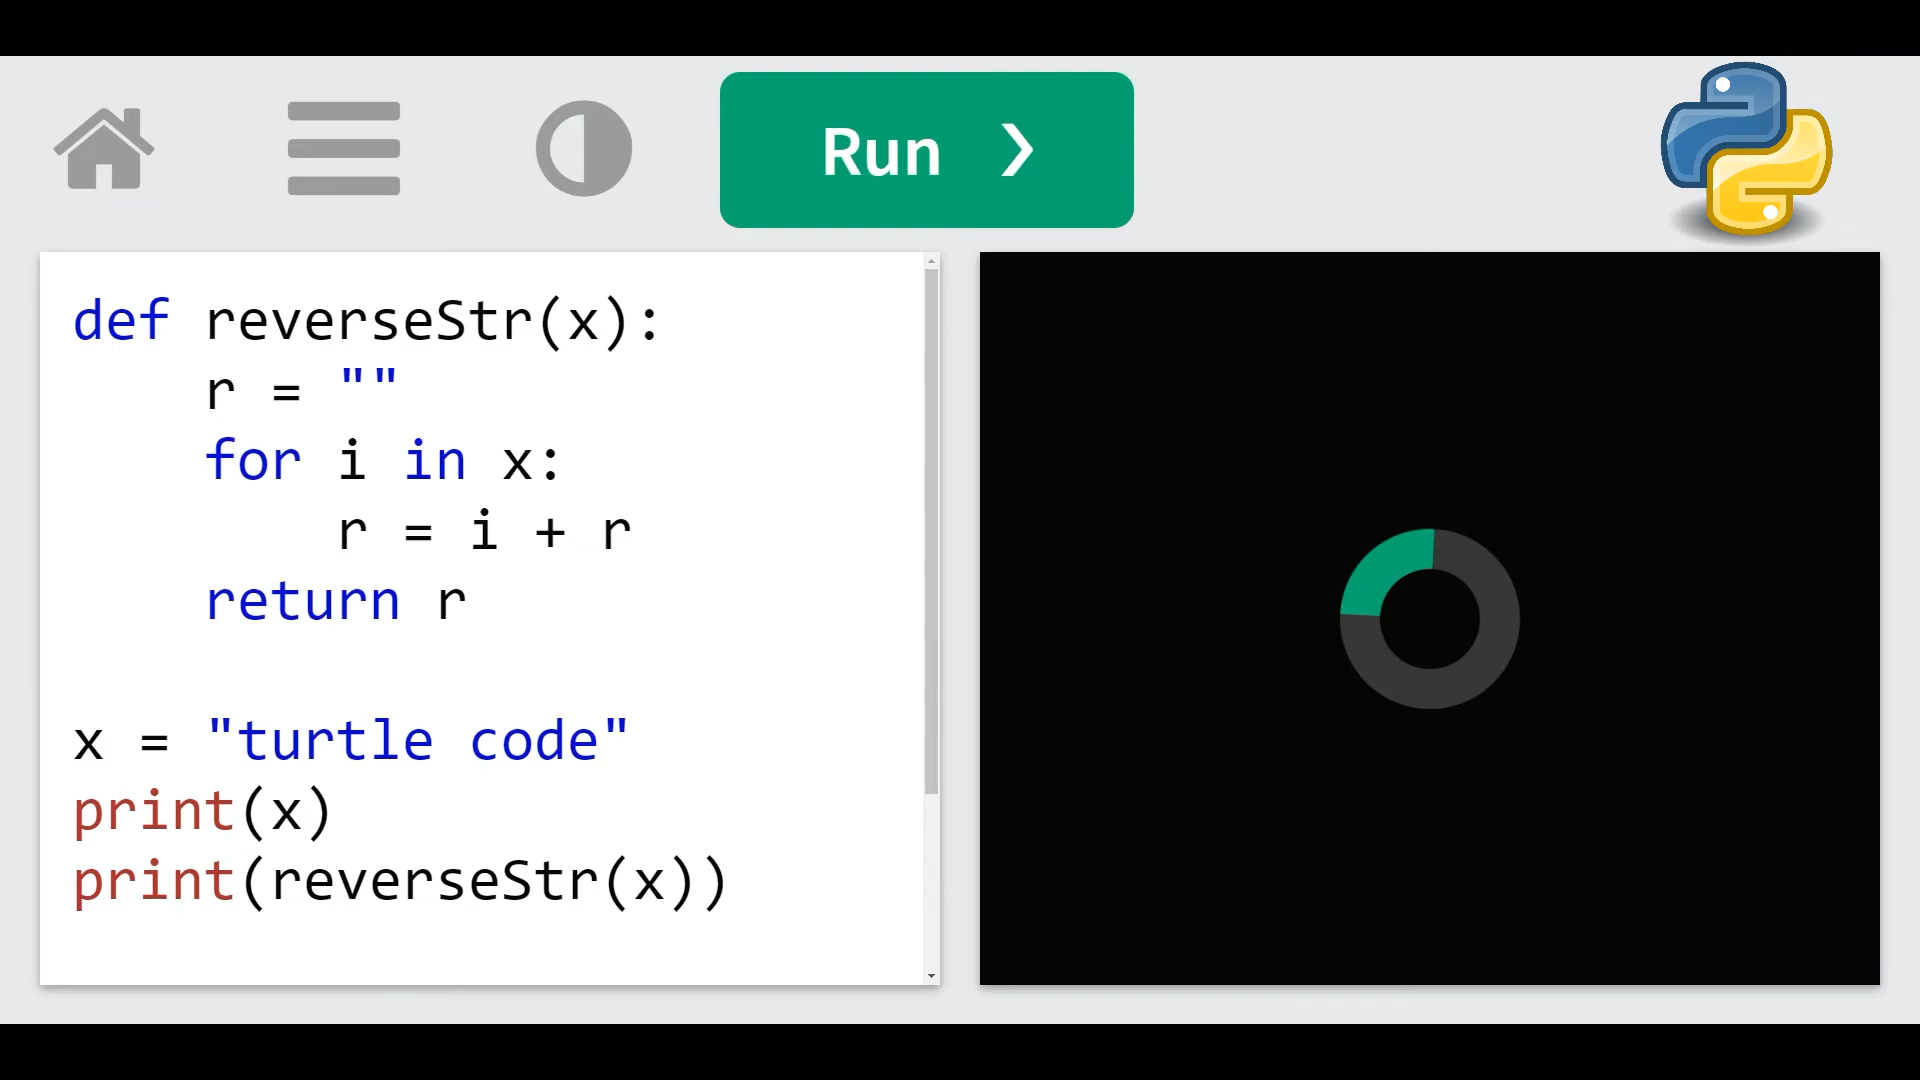 Run ❯
def reverseStr(x):
    r = ""
    for i in x:
        r = i + r
    return r

x = "turtle code"
print(x)
print(reverseStr(x))